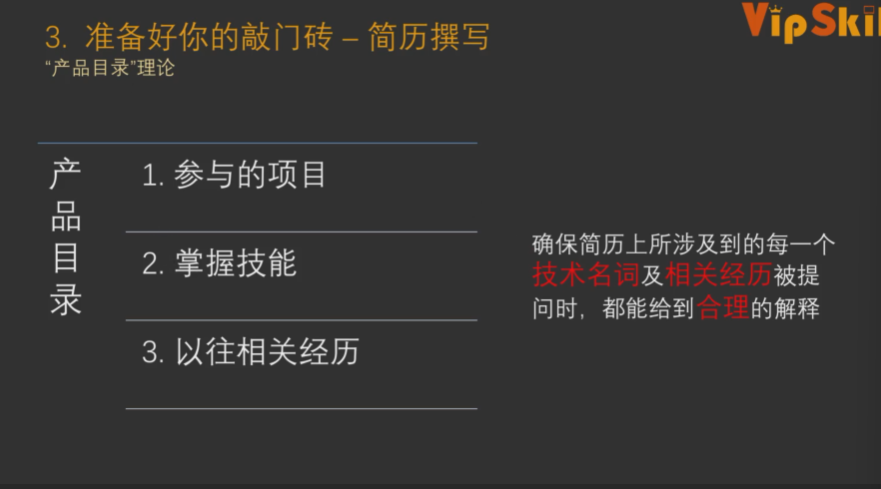 3. 准备好你的敲门砖 – 简历撰写
“产品目录”理论
产品目录
1. 参与的项目
2. 掌握技能
3. 以往相关经历
确保简历上所涉及到的每一个
技术名词及相关经历被提
问时，都能给到合理的解释